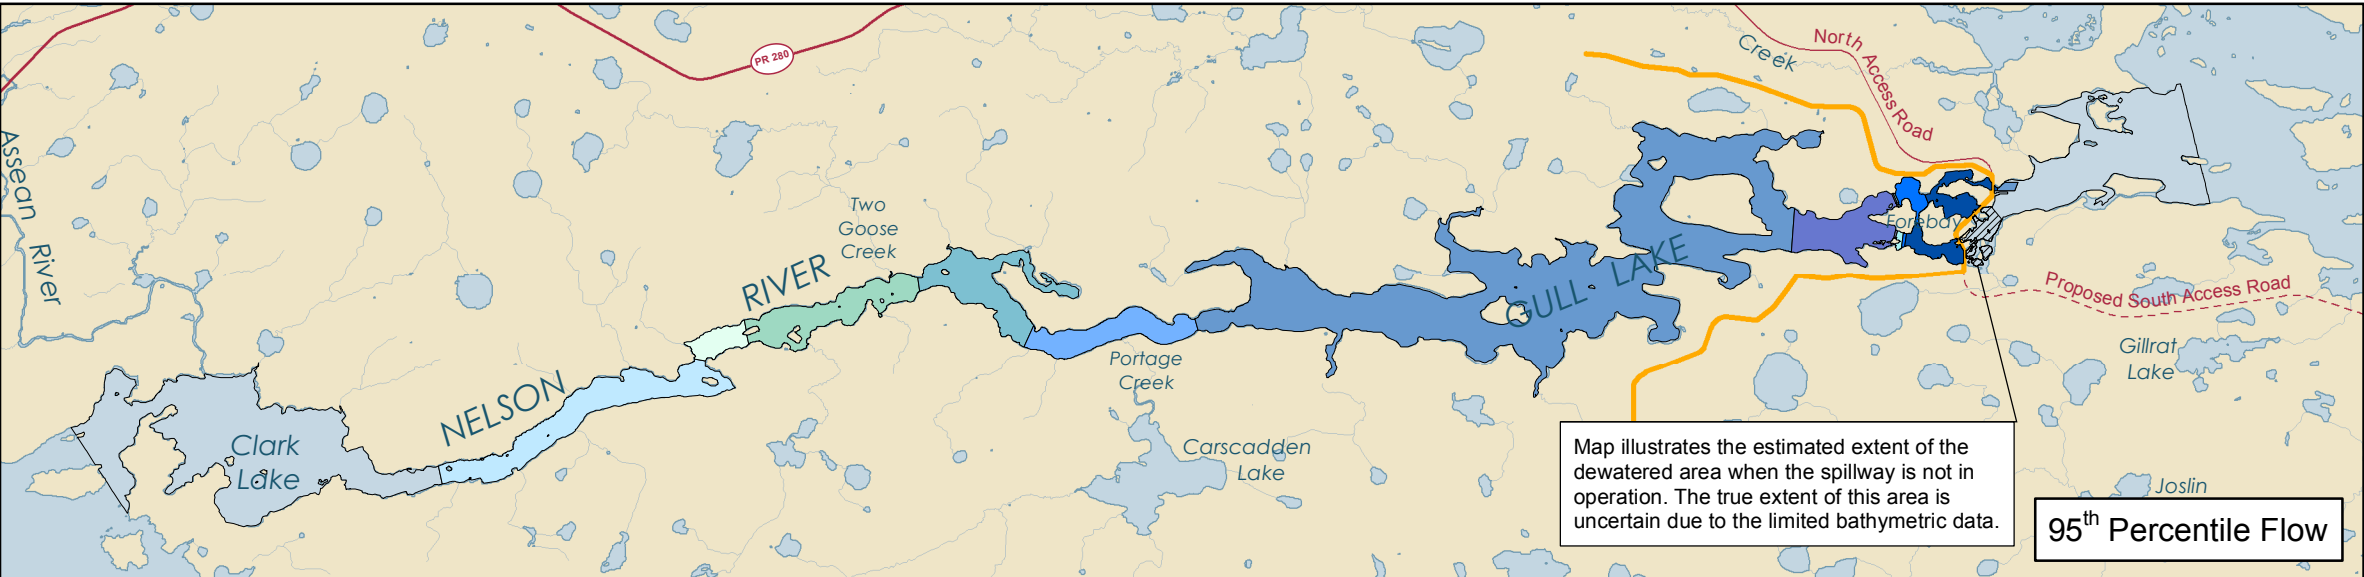 PR 280
North
Access
Road
Creek
Assean
River
Two
Goose
Creek
RIVER
NELSON
Forebay
GULL LAKE
Proposed South Access Road
Portage
Creek
Gillrat
Lake
Clark
Lake
Carscadden
Lake
Joslin
Map illustrates the estimated extent of the
dewatered area when the spillway is not in
operation. The true extent of this area is
uncertain due to the limited bathymetric data.
95th Percentile Flow